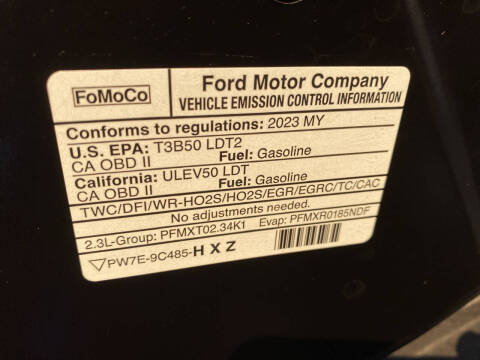 FoMoCo
Ford Motor Company
VEHICLE EMISSION CONTROL INFORMATION
Conforms to regulations: 2023 MY
U.S. EPA: T3B50 LDT2
CA OBD II Fuel: Gasoline
California: ULEV50 LDT
CA OBD II Fuel: Gasoline
TWC/DFI/WR-HO2S/HO2S/EGR/EGRC/TC/CAC
No adjustments needed.
2.3L-Group: PFMXT02.34K1 Evap: PFMXR0185NDF
PW7E-9C485-HXZ